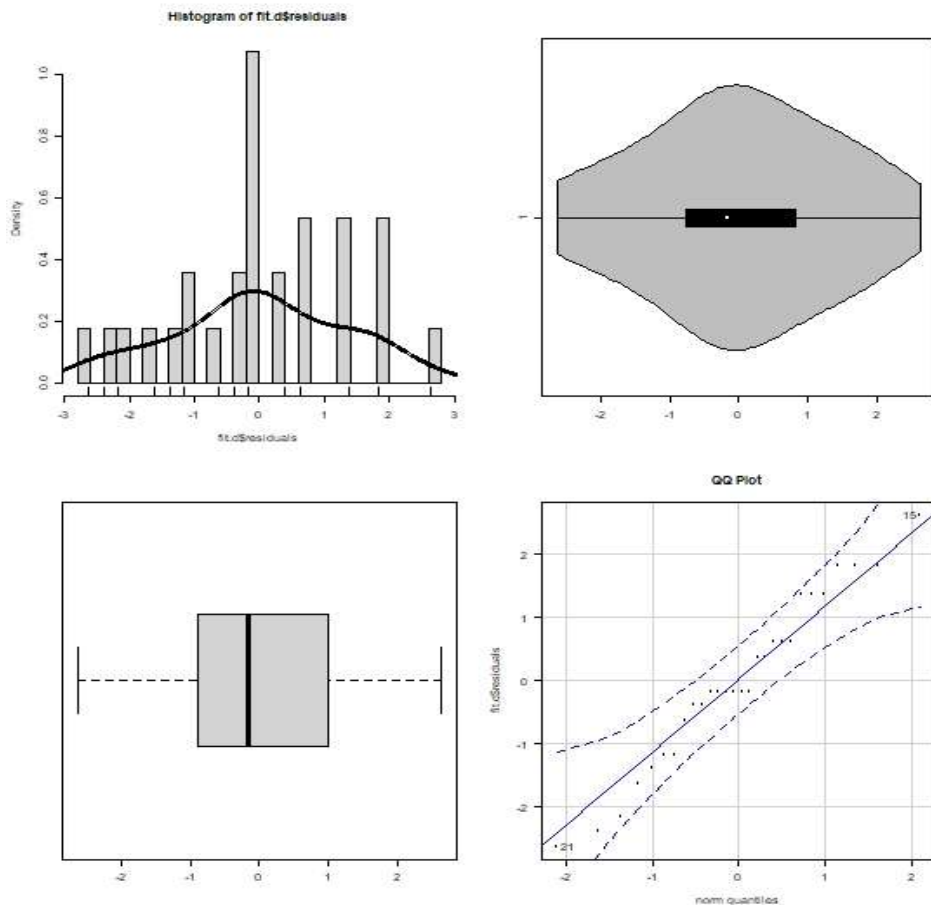 Histogram of fit.d$residuals
Density
0.0 0.2 0.4 0.6 0.8 1.0
-3 -2 -1 0 1 2 3
fit.d$residuals
1
-2 -1 0 1 2
-2 -1 0 1 2
QQ Plot
fit.d$residuals
-2 -1 0 1 2
15
21
-2 -1 0 1 2
norm quantiles